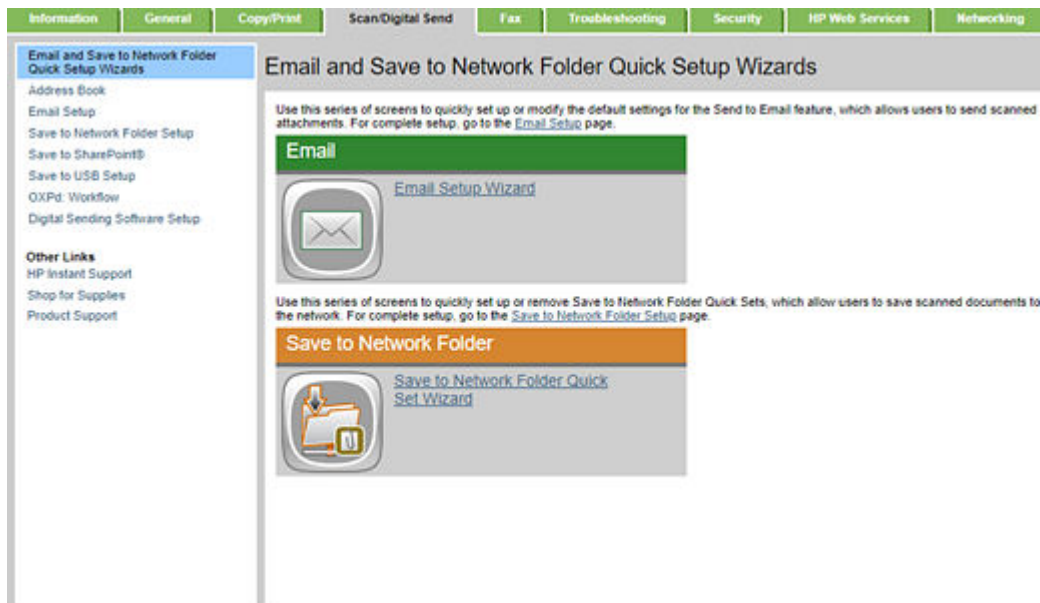 Information General Copy/Print Scan/Digital Send Fax Troubleshooting Security HP Web Services Networking
Email and Save to Network Folder
Quick Setup Wizards
Address Book
Email Setup
Save to Network Folder Setup
Save to SharePoint®
Save to USB Setup
OXPd: Workflow
Digital Sending Software Setup
Other Links
HP Instant Support
Shop for Supplies
Product Support
Email and Save to Network Folder Quick Setup Wizards
Use this series of screens to quickly set up or modify the default settings for the Send to Email feature, which allows users to send scanned
attachments. For complete setup, go to the Email Setup page.
Email
Email Setup Wizard
Use this series of screens to quickly set up or remove Save to Network Folder Quick Sets, which allow users to save scanned documents to
the network. For complete setup, go to the Save to Network Folder Setup page.
Save to Network Folder
Save to Network Folder Quick
Set Wizard